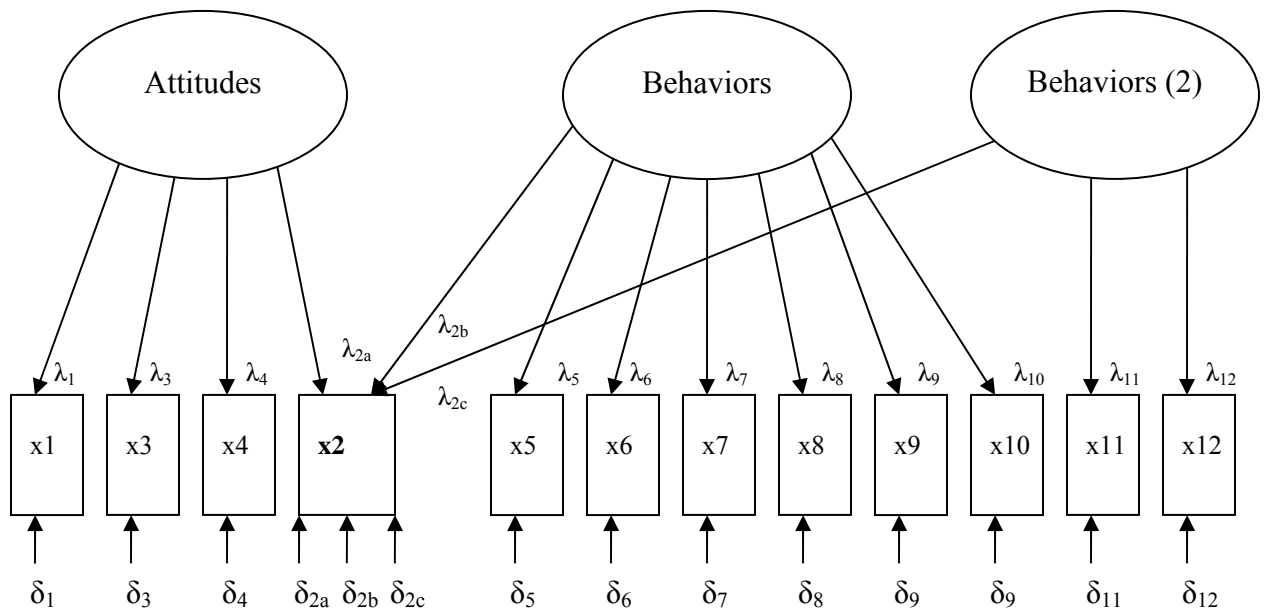 Attitudes Behaviors Behaviors (2)
λ2b
λ2a
λ1 λ3 λ4 λ5 λ6 λ7 λ8 λ9 λ10 λ11 λ12
λ2c
x1 x3 x4 x2 x5 x6 x7 x8 x9 x10 x11 x12
δ1 δ3 δ4 δ2a δ2b δ2c δ5 δ6 δ7 δ8 δ9 δ9 δ11 δ12